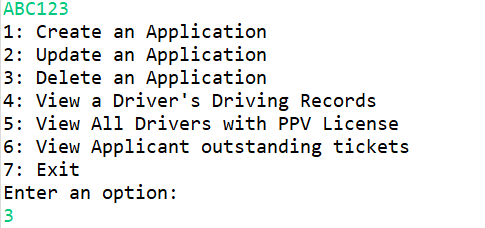 ABC123
1: Create an Application
2: Update an Application
3: Delete an Application
4: View a Driver's Driving Records
5: View All Drivers with PPV License
6: View Applicant outstanding tickets
7: Exit
Enter an option:
3